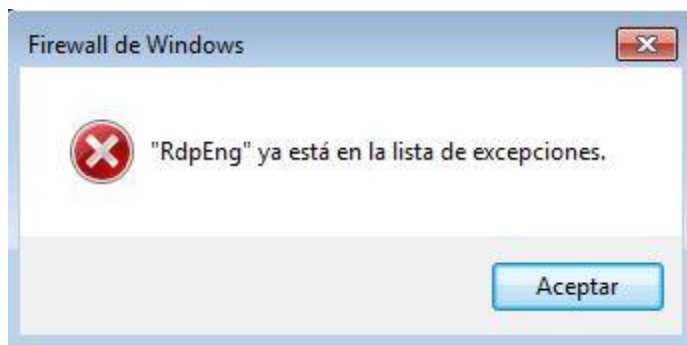 Firewall de Windows
"RdpEng" ya está en la lista de excepciones.
Aceptar